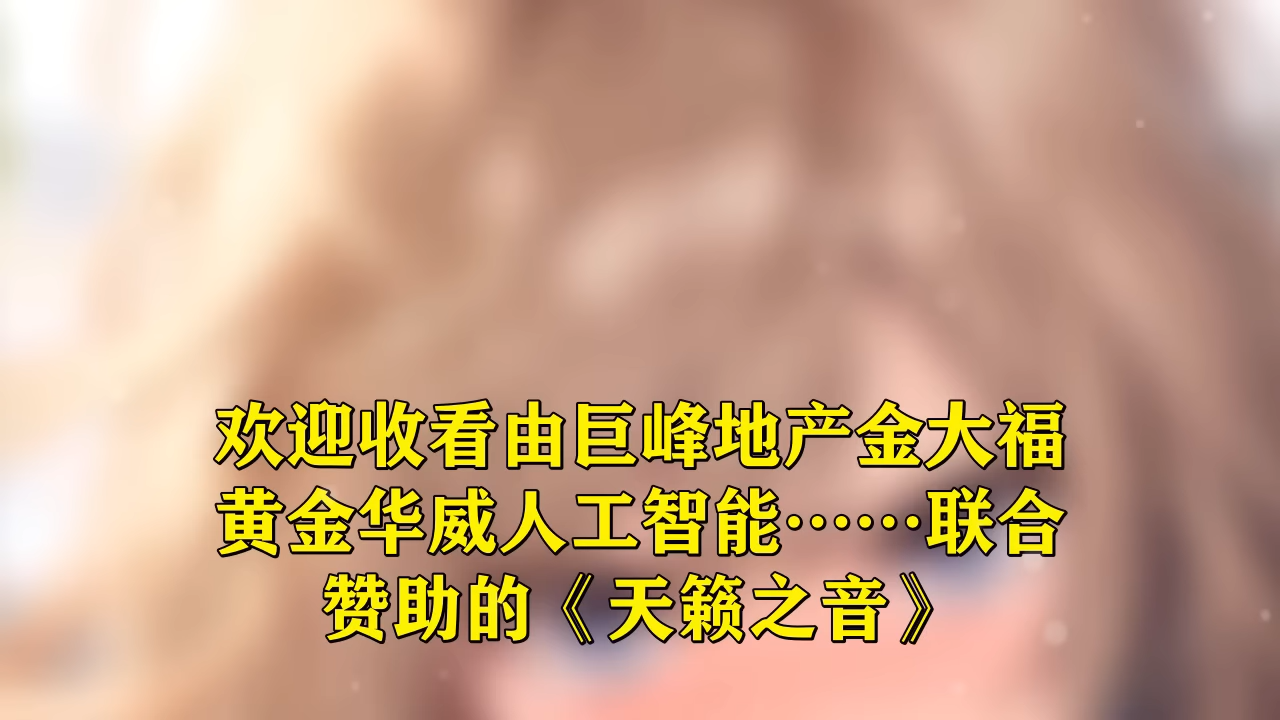 欢迎收看由巨峰地产金大福
黄金华威人工智能……联合
赞助的《天籁之音》